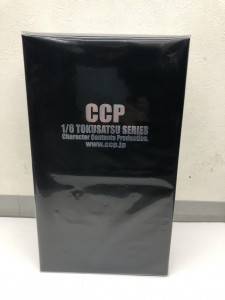 CCP
1/6 TOKUSATSU SERIES
Character Contents Production.
www.ccp.jp